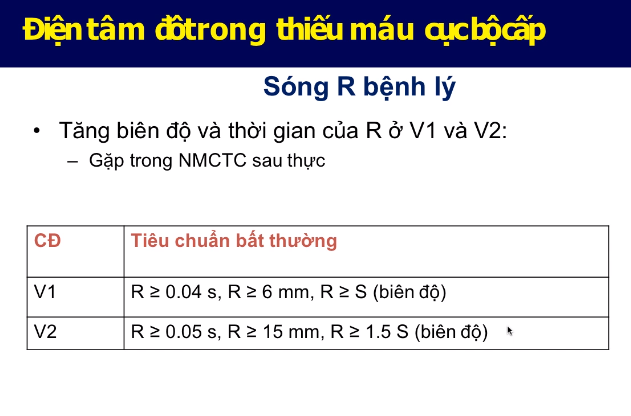 Điện tâm đồ trong thiếu máu cục bộ cấp
Sóng R bệnh lý
• Tăng biên độ và thời gian của R ở V1 và V2:
– Gặp trong NMCTC sau thực
CĐ Tiêu chuẩn bất thường
V1 R ≥ 0.04 s, R ≥ 6 mm, R ≥ S (biên độ)
V2 R ≥ 0.05 s, R ≥ 15 mm, R ≥ 1.5 S (biên độ)